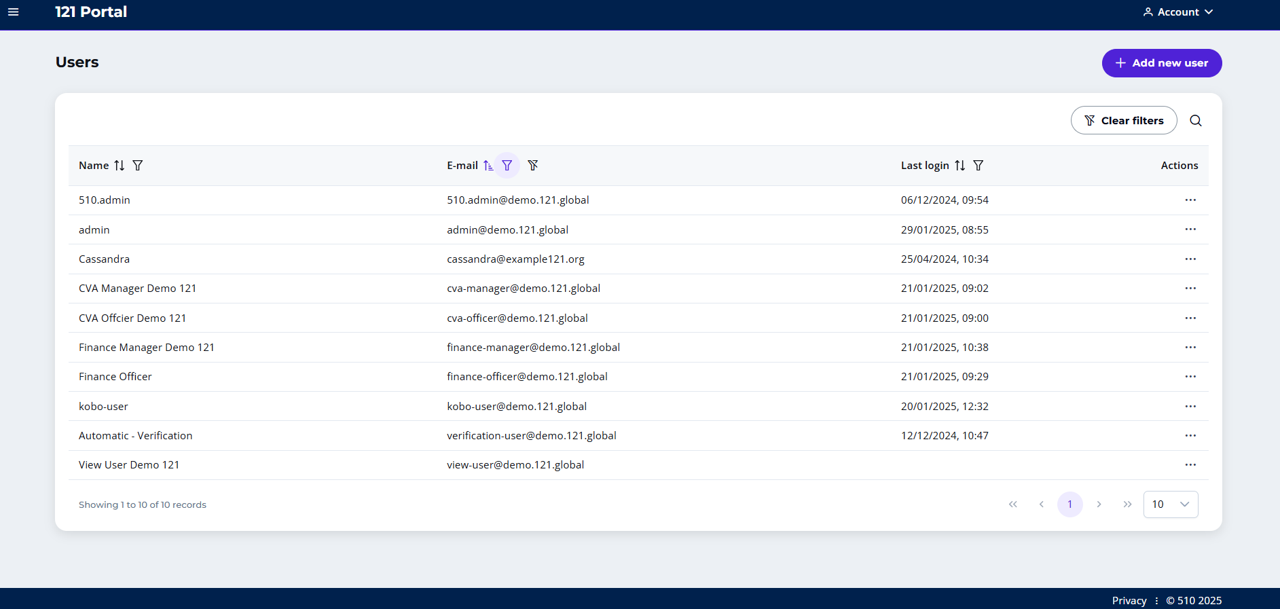 121 Portal Account
Users + Add new user
Clear filters
Name E-mail Last login Actions
510.admin 510.admin@demo.121.global 06/12/2024, 09:54 ...
admin admin@demo.121.global 29/01/2025, 08:55 ...
Cassandra cassandra@example121.org 25/04/2024, 10:34 ...
CVA Manager Demo 121 cva-manager@demo.121.global 21/01/2025, 09:02 ...
CVA Offcier Demo 121 cva-officer@demo.121.global 21/01/2025, 09:00 ...
Finance Manager Demo 121 finance-manager@demo.121.global 21/01/2025, 10:38 ...
Finance Officer finance-officer@demo.121.global 21/01/2025, 09:29 ...
kobo-user kobo-user@demo.121.global 20/01/2025, 12:32 ...
Automatic - Verification verification-user@demo.121.global 12/12/2024, 10:47 ...
View User Demo 121 view-user@demo.121.global ...
Showing 1 to 10 of 10 records « ‹ 1 › » 10
Privacy : © 510 2025